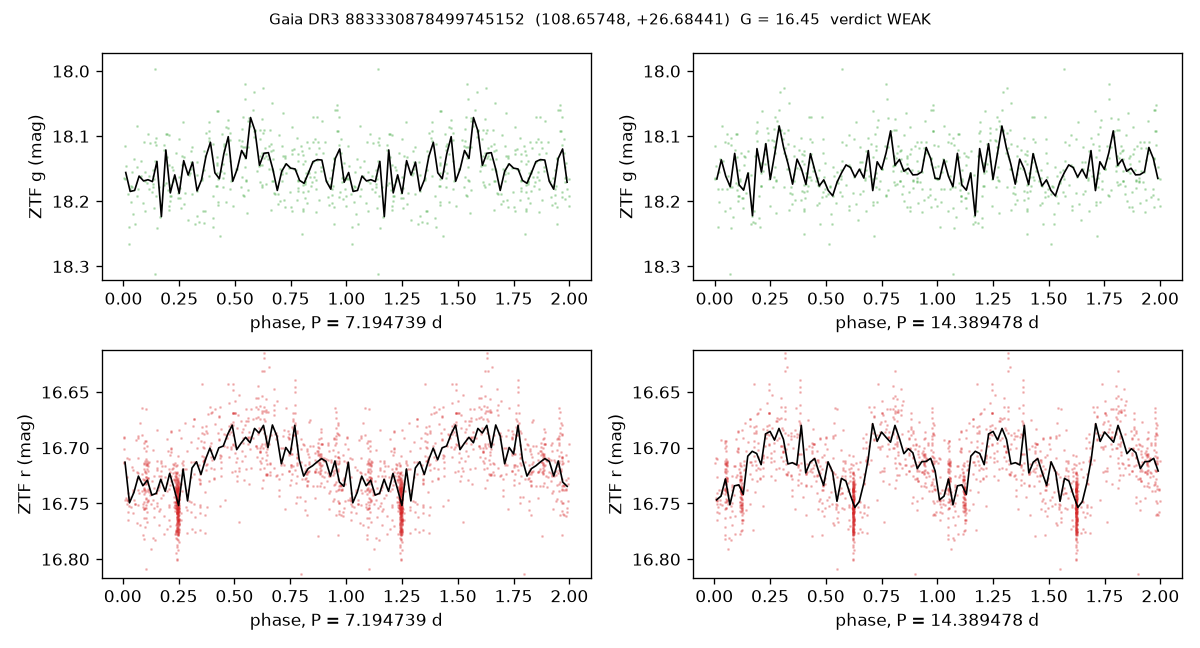 Gaia DR3 883330878499745152 (108.65748, +26.68441) G = 16.45 verdict WEAK
ZTF g (mag)
18.0
18.1
18.2
18.3
0.00 0.25 0.50 0.75 1.00 1.25 1.50 1.75 2.00
phase, P = 7.194739 d
ZTF g (mag)
18.0
18.1
18.2
18.3
0.00 0.25 0.50 0.75 1.00 1.25 1.50 1.75 2.00
phase, P = 14.389478 d
ZTF r (mag)
16.65
16.70
16.75
16.80
0.00 0.25 0.50 0.75 1.00 1.25 1.50 1.75 2.00
phase, P = 7.194739 d
ZTF r (mag)
16.65
16.70
16.75
16.80
0.00 0.25 0.50 0.75 1.00 1.25 1.50 1.75 2.00
phase, P = 14.389478 d